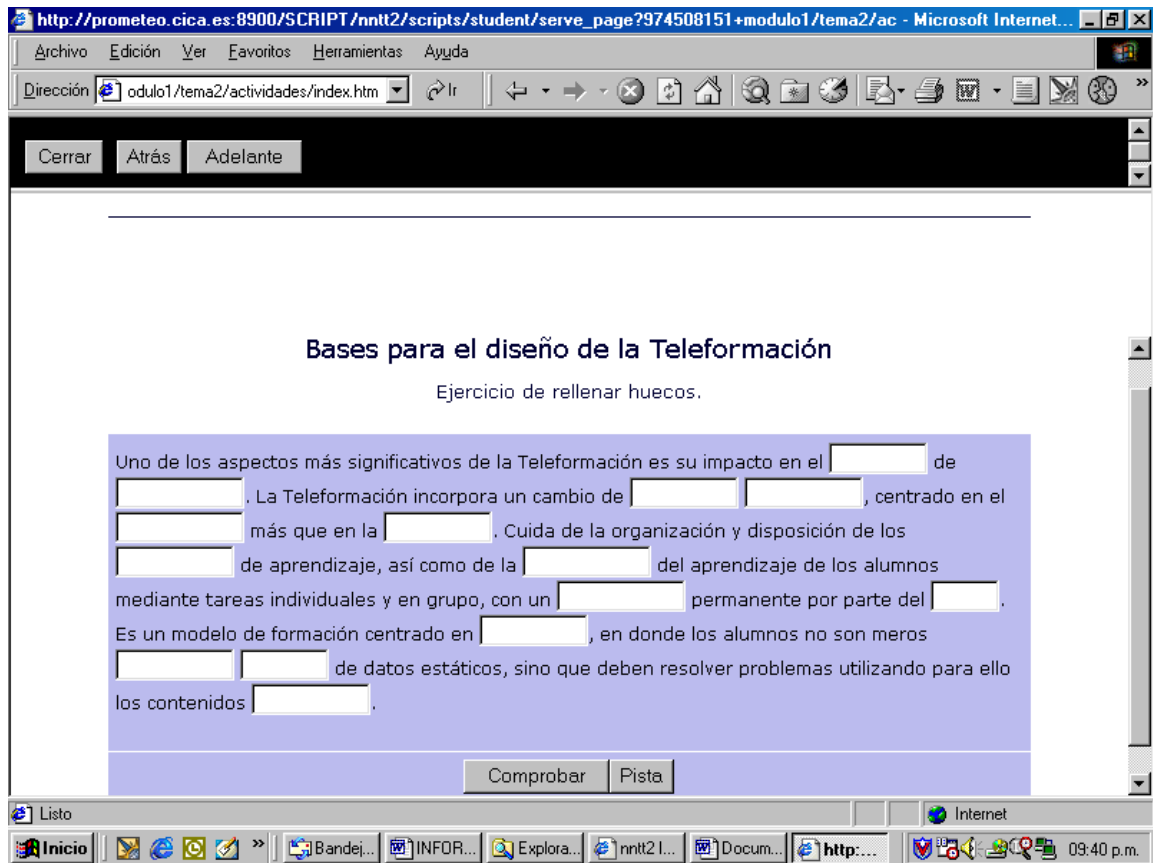 http://prometeo.cica.es:8900/SCRIPT/nntt2/scripts/student/serve_page?974508151+modulo1/tema2/ac - Microsoft Internet...
Archivo Edición Ver Favoritos Herramientas Ayuda
Dirección odulo1/tema2/actividades/index.htm Ir »
Cerrar Atrás Adelante
Bases para el diseño de la Teleformación
Ejercicio de rellenar huecos.
Uno de los aspectos más significativos de la Teleformación es su impacto en el de
. La Teleformación incorpora un cambio de , centrado en el
más que en la . Cuida de la organización y disposición de los
de aprendizaje, así como de la del aprendizaje de los alumnos
mediante tareas individuales y en grupo, con un permanente por parte del .
Es un modelo de formación centrado en , en donde los alumnos no son meros
de datos estáticos, sino que deben resolver problemas utilizando para ello
los contenidos .
Comprobar Pista
Listo Internet
Inicio » Bandej... INFOR... Explora... nntt2 I... Docum... http:... 09:40 p.m.